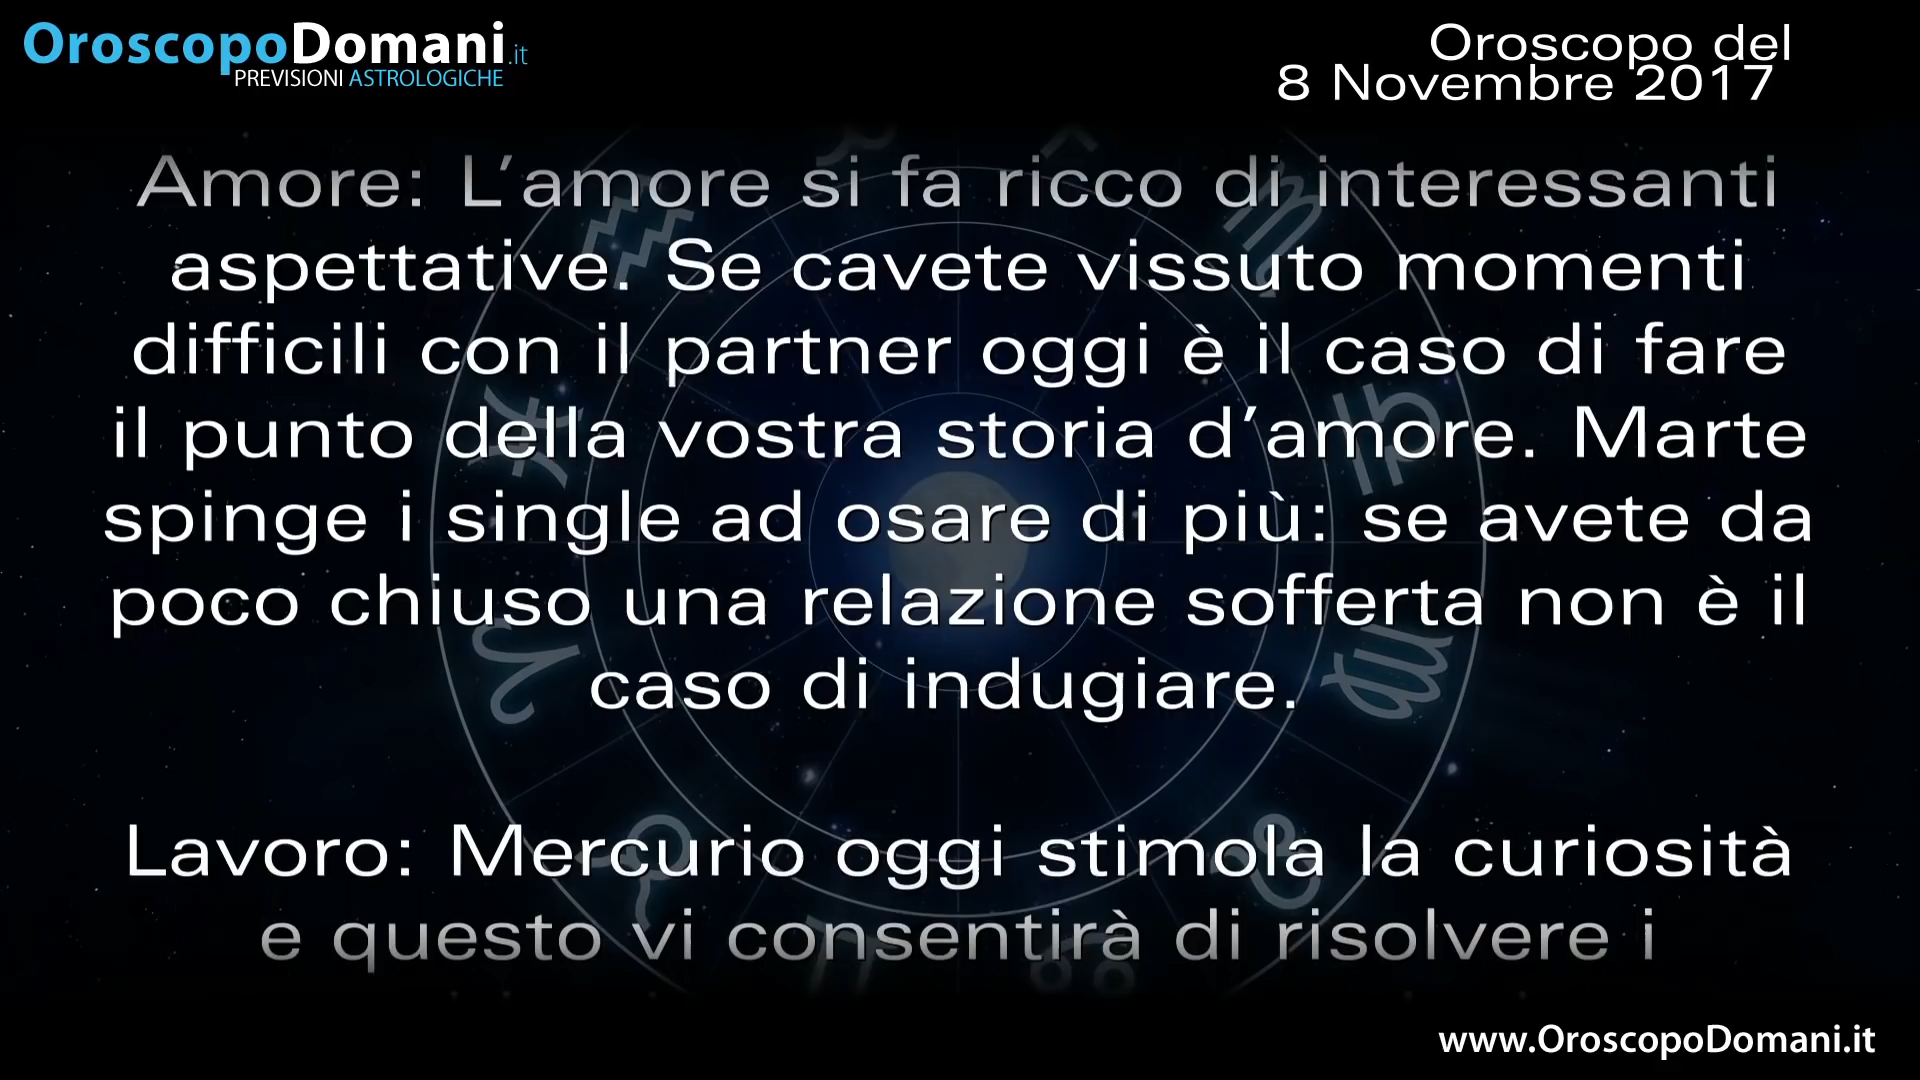 OroscopoDomani.it
PREVISIONI ASTROLOGICHE
Oroscopo del
8 Novembre 2017
Amore: L’amore si fa ricco di interessanti
aspettative. Se cavete vissuto momenti
difficili con il partner oggi è il caso di fare
il punto della vostra storia d’amore. Marte
spinge i single ad osare di più: se avete da
poco chiuso una relazione sofferta non è il
caso di indugiare.
Lavoro: Mercurio oggi stimola la curiosità
e questo vi consentirà di risolvere i
www.OroscopoDomani.it